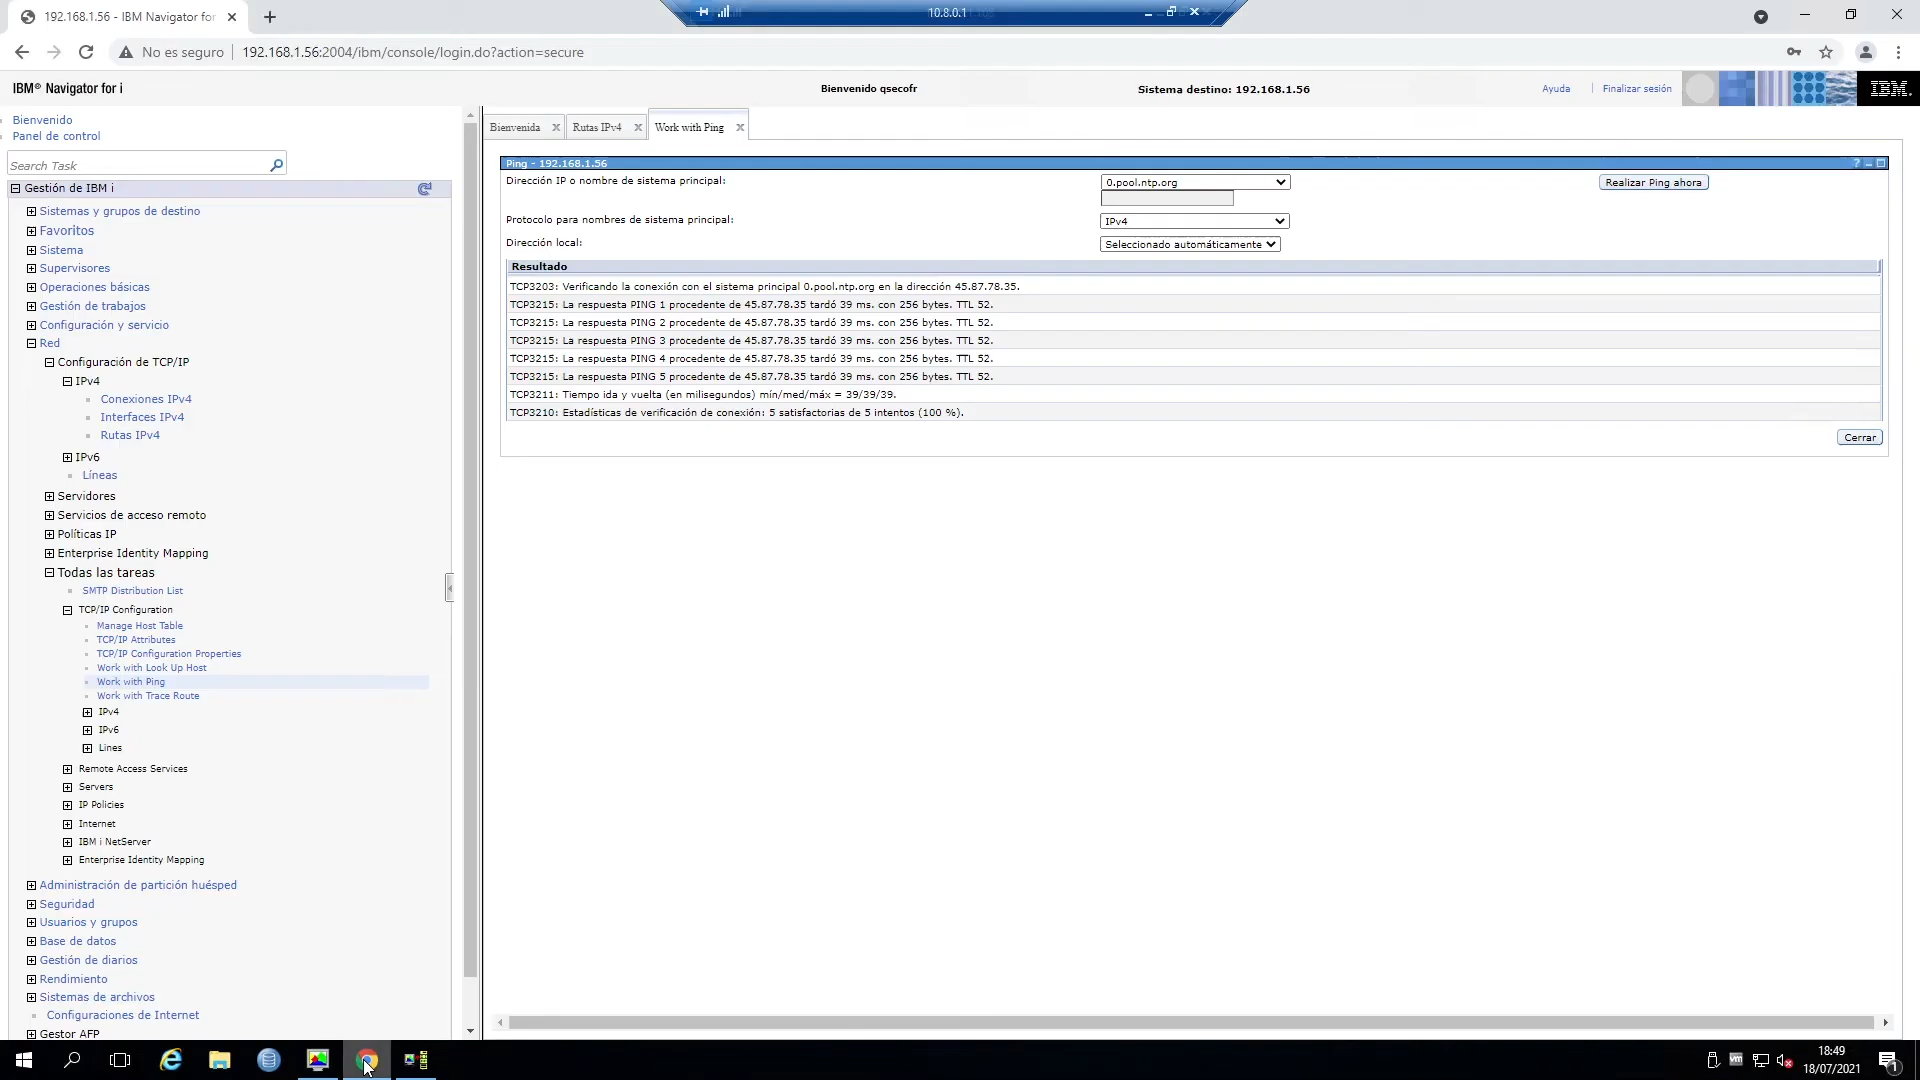 192.168.1.56 - IBM Navigator for
10.8.0.1
No es seguro
192.168.1.56:2004/ibm/console/login.do?action=secure
IBM® Navigator for i
Bienvenido qsecofr
Sistema destino: 192.168.1.56
Ayuda
Finalizar sesión
IBM.
Bienvenido
Panel de control
Search Task
Gestión de IBM i
Sistemas y grupos de destino
Favoritos
Sistema
Supervisores
Operaciones básicas
Gestión de trabajos
Configuración y servicio
Red
Configuración de TCP/IP
IPv4
Conexiones IPv4
Interfaces IPv4
Rutas IPv4
IPv6
Líneas
Servidores
Servicios de acceso remoto
Políticas IP
Enterprise Identity Mapping
Todas las tareas
SMTP Distribution List
TCP/IP Configuration
Manage Host Table
TCP/IP Attributes
TCP/IP Configuration Properties
Work with Look Up Host
Work with Ping
Work with Trace Route
IPv4
IPv6
Lines
Remote Access Services
Servers
IP Policies
Internet
IBM i NetServer
Enterprise Identity Mapping
Administración de partición huésped
Seguridad
Usuarios y grupos
Base de datos
Gestión de diarios
Rendimiento
Sistemas de archivos
Configuraciones de Internet
Gestor AFP
Bienvenida
Rutas IPv4
Work with Ping
Ping - 192.168.1.56
Dirección IP o nombre de sistema principal:
0.pool.ntp.org
Realizar Ping ahora
Protocolo para nombres de sistema principal:
IPv4
Dirección local:
Seleccionado automáticamente
Resultado
TCP3203: Verificando la conexión con el sistema principal 0.pool.ntp.org en la dirección 45.87.78.35.
TCP3215: La respuesta PING 1 procedente de 45.87.78.35 tardó 39 ms. con 256 bytes. TTL 52.
TCP3215: La respuesta PING 2 procedente de 45.87.78.35 tardó 39 ms. con 256 bytes. TTL 52.
TCP3215: La respuesta PING 3 procedente de 45.87.78.35 tardó 39 ms. con 256 bytes. TTL 52.
TCP3215: La respuesta PING 4 procedente de 45.87.78.35 tardó 39 ms. con 256 bytes. TTL 52.
TCP3215: La respuesta PING 5 procedente de 45.87.78.35 tardó 39 ms. con 256 bytes. TTL 52.
TCP3211: Tiempo ida y vuelta (en milisegundos) mín/med/máx = 39/39/39.
TCP3210: Estadísticas de verificación de conexión: 5 satisfactorias de 5 intentos (100 %).
Cerrar
vm
18:49
18/07/2021
1